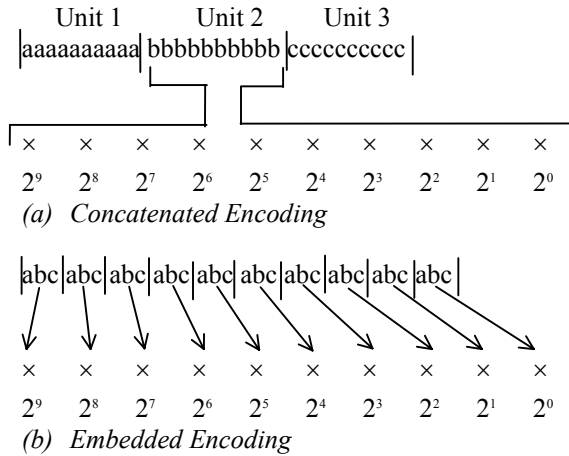 Unit 1 Unit 2 Unit 3
|aaaaaaaaaa|bbbbbbbbbb|cccccccccc|
× × × × × × × × × ×
2⁹ 2⁸ 2⁷ 2⁶ 2⁵ 2⁴ 2³ 2² 2¹ 2⁰
(a) Concatenated Encoding
|abc|abc|abc|abc|abc|abc|abc|abc|abc|abc|
× × × × × × × × × ×
2⁹ 2⁸ 2⁷ 2⁶ 2⁵ 2⁴ 2³ 2² 2¹ 2⁰
(b) Embedded Encoding